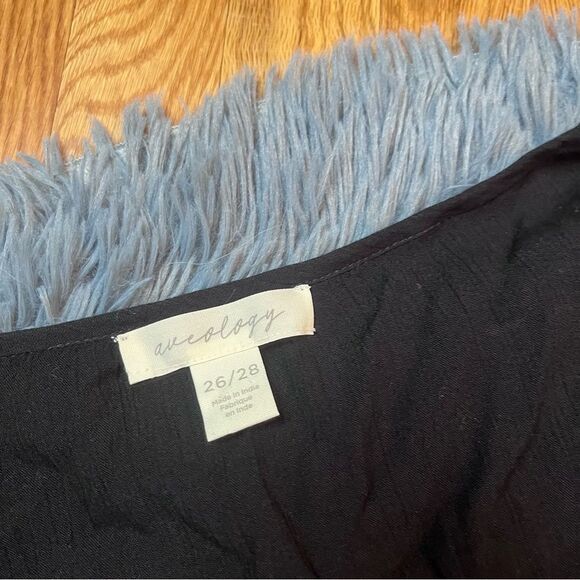 aveology
26/28
Made in India
Fabriqué
en Inde